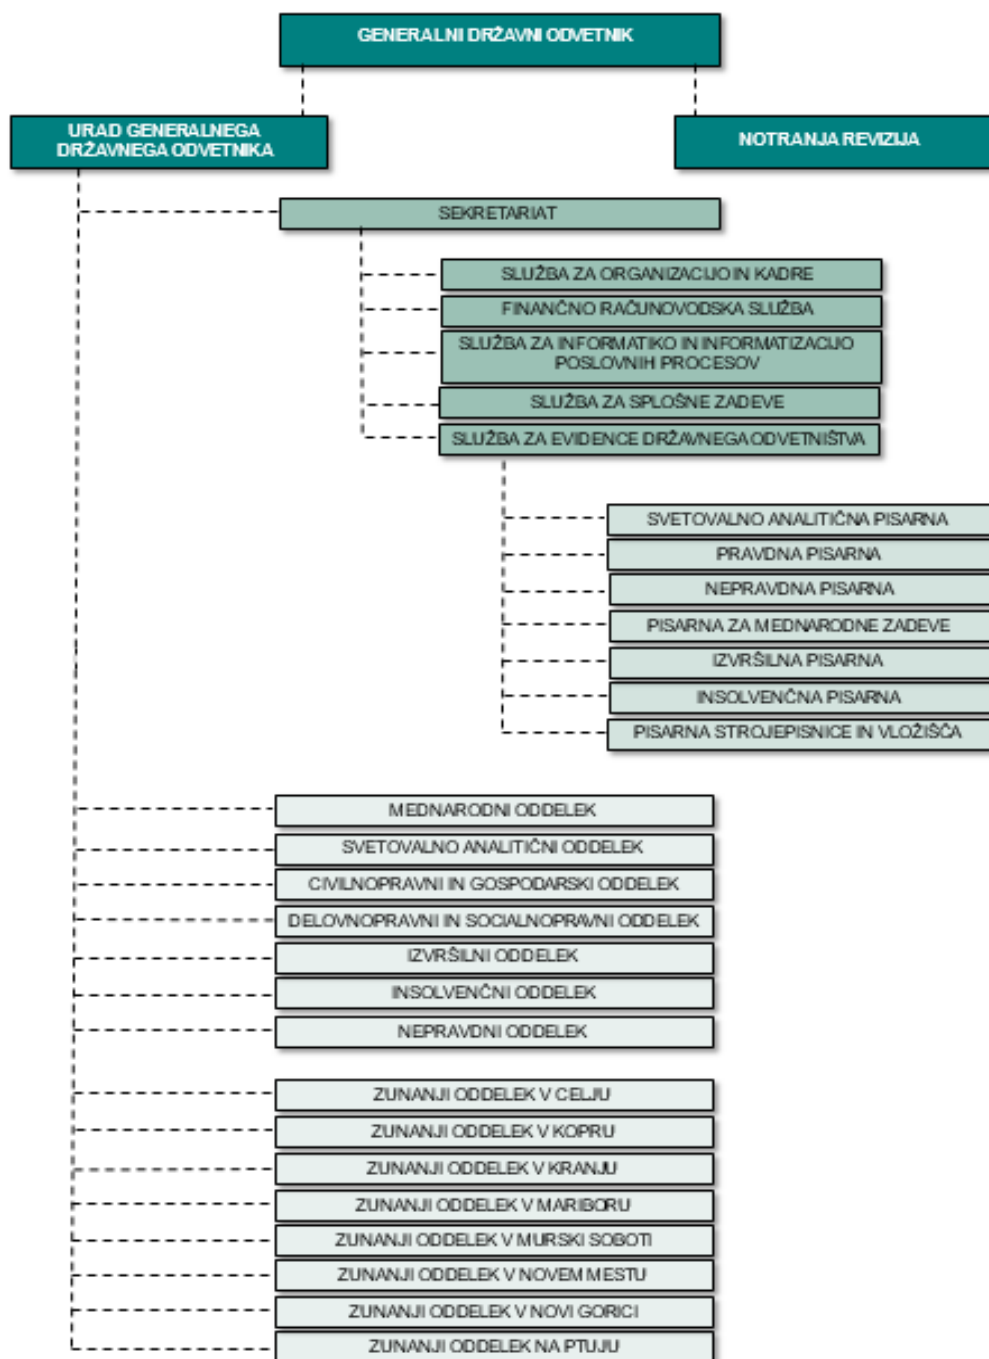 GENERALNI DRŽAVNI ODVETNIK
URAD GENERALNEGA
DRŽAVNEGA ODVETNIKA
NOTRANJA REVIZIJA
SEKRETARIAT
SLUŽBA ZA ORGANIZACIJO IN KADRE
FINANČNO RAČUNOVODSKA SLUŽBA
SLUŽBA ZA INFORMATIKO IN INFORMATIZACIJO
POSLOVNIH PROCESOV
SLUŽBA ZA SPLOŠNE ZADEVE
SLUŽBA ZA EVIDENCE DRŽAVNEGA ODVETNIŠTVA
SVETOVALNO ANALITIČNA PISARNA
PRAVDNA PISARNA
NEPRAVDNA PISARNA
PISARNA ZA MEDNARODNE ZADEVE
IZVRŠILNA PISARNA
INSOLVENČNA PISARNA
PISARNA STROJEPISNICE IN VLOŽIŠČA
MEDNARODNI ODDELEK
SVETOVALNO ANALITIČNI ODDELEK
CIVILNOPRAVNI IN GOSPODARSKI ODDELEK
DELOVNOPRAVNI IN SOCIALNOPRAVNI ODDELEK
IZVRŠILNI ODDELEK
INSOLVENČNI ODDELEK
NEPRAVDNI ODDELEK
ZUNANJI ODDELEK V CELJU
ZUNANJI ODDELEK V KOPRU
ZUNANJI ODDELEK V KRANJU
ZUNANJI ODDELEK V MARIBORU
ZUNANJI ODDELEK V MURSKI SOBOTI
ZUNANJI ODDELEK V NOVEM MESTU
ZUNANJI ODDELEK V NOVI GORICI
ZUNANJI ODDELEK NA PTUJU